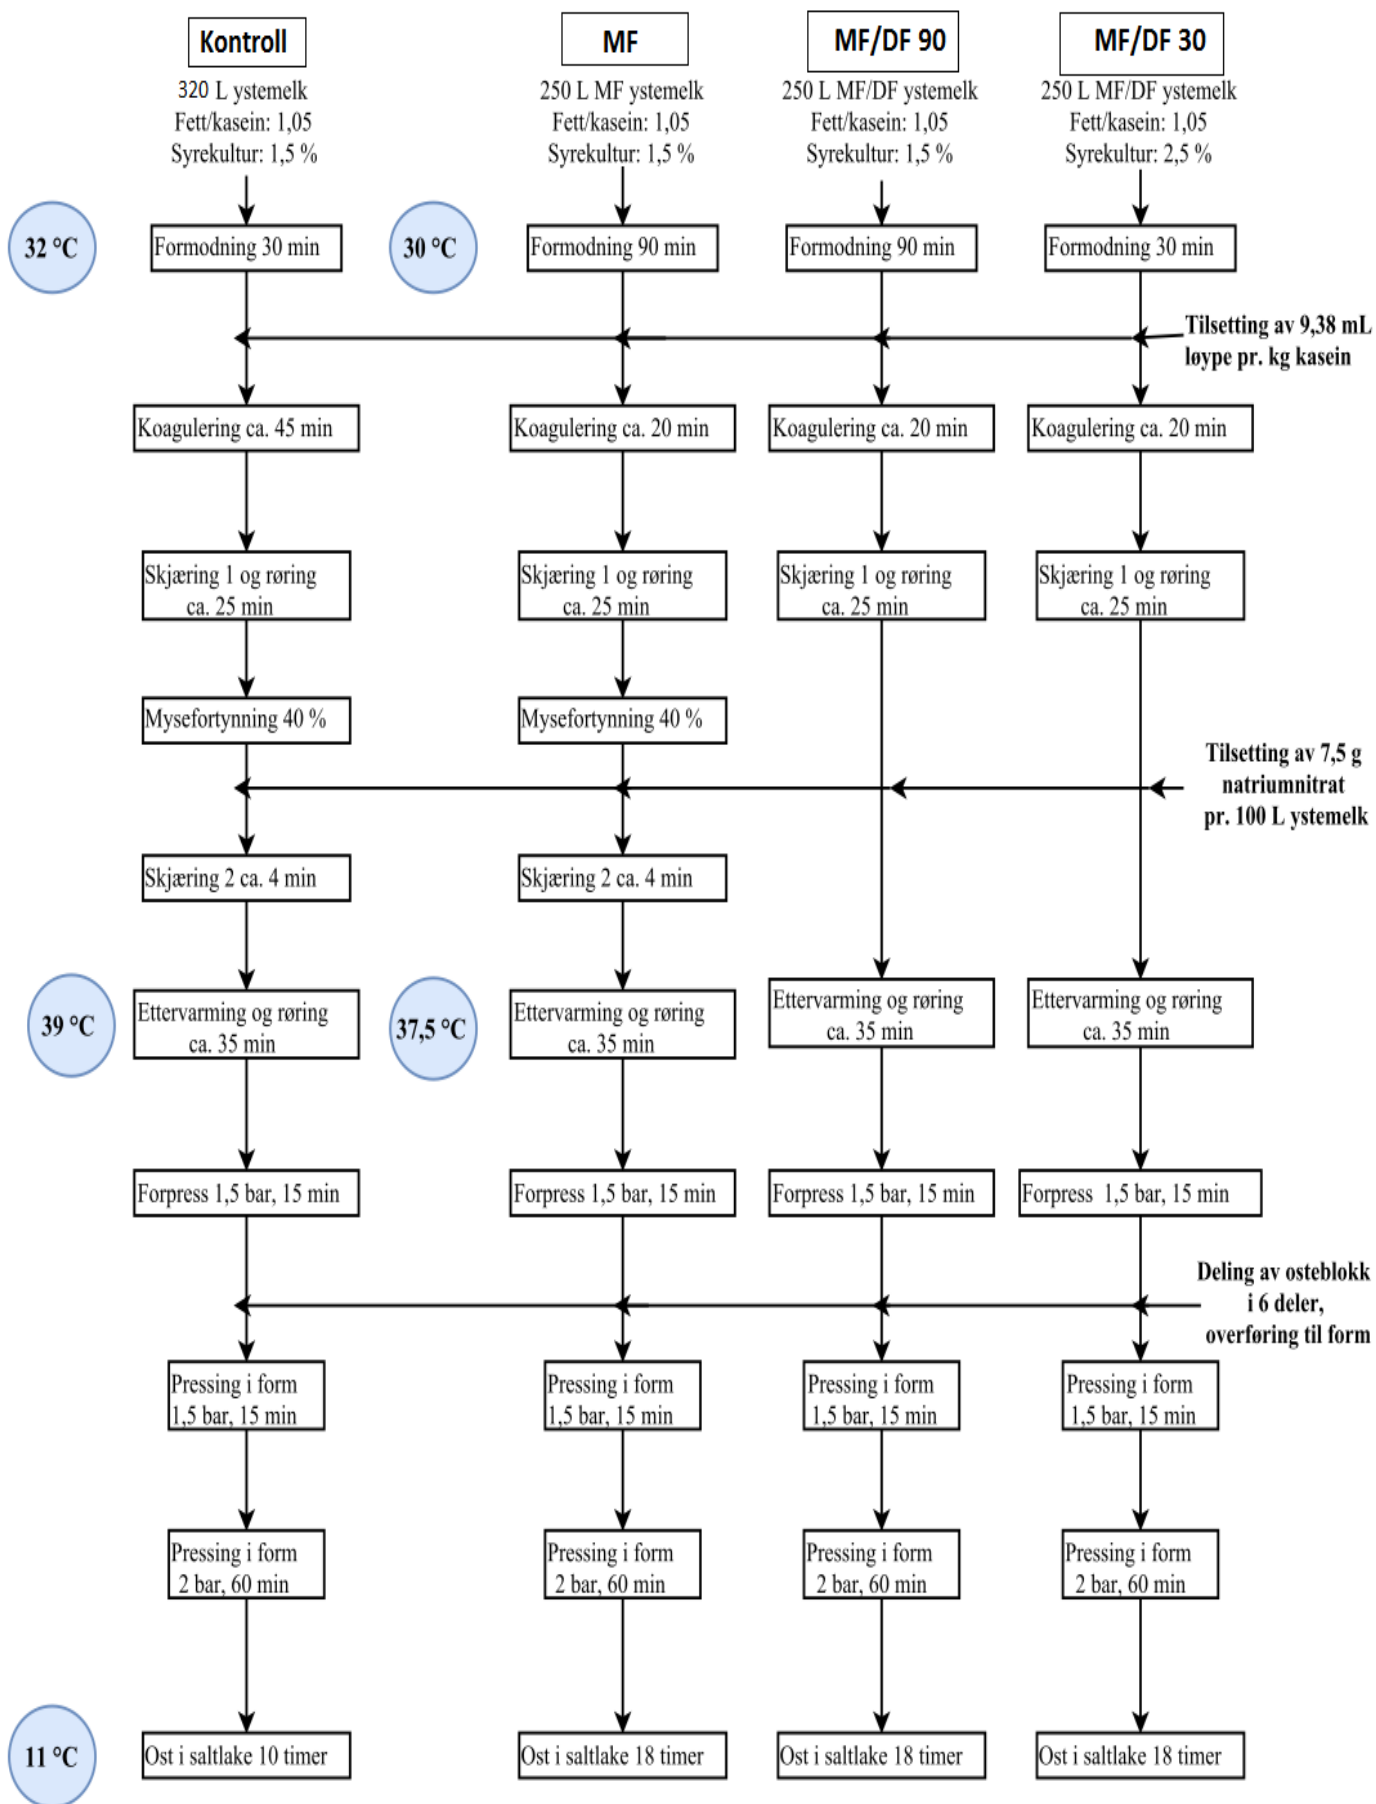 Kontroll
MF
MF/DF 90
MF/DF 30
320 L ystemelk
Fett/kasein: 1,05
Syrekultur: 1,5 %
250 L MF ystemelk
Fett/kasein: 1,05
Syrekultur: 1,5 %
250 L MF/DF ystemelk
Fett/kasein: 1,05
Syrekultur: 1,5 %
250 L MF/DF ystemelk
Fett/kasein: 1,05
Syrekultur: 2,5 %
32 °C
Formodning 30 min
30 °C
Formodning 90 min
Formodning 90 min
Formodning 30 min
Tilsetting av 9,38 mL
løype pr. kg kasein
Koagulering ca. 45 min
Koagulering ca. 20 min
Koagulering ca. 20 min
Koagulering ca. 20 min
Skjæring 1 og røring
ca. 25 min
Skjæring 1 og røring
ca. 25 min
Skjæring 1 og røring
ca. 25 min
Skjæring 1 og røring
ca. 25 min
Mysefortynning 40 %
Mysefortynning 40 %
Tilsetting av 7,5 g
natriumnitrat
pr. 100 L ystemelk
Skjæring 2 ca. 4 min
Skjæring 2 ca. 4 min
39 °C
Ettervarming og røring
ca. 35 min
37,5 °C
Ettervarming og røring
ca. 35 min
Ettervarming og røring
ca. 35 min
Ettervarming og røring
ca. 35 min
Forpress 1,5 bar, 15 min
Forpress 1,5 bar, 15 min
Forpress 1,5 bar, 15 min
Forpress 1,5 bar, 15 min
Deling av osteblokk
i 6 deler,
overføring til form
Pressing i form
1,5 bar, 15 min
Pressing i form
1,5 bar, 15 min
Pressing i form
1,5 bar, 15 min
Pressing i form
1,5 bar, 15 min
Pressing i form
2 bar, 60 min
Pressing i form
2 bar, 60 min
Pressing i form
2 bar, 60 min
Pressing i form
2 bar, 60 min
11 °C
Ost i saltlake 10 timer
Ost i saltlake 18 timer
Ost i saltlake 18 timer
Ost i saltlake 18 timer